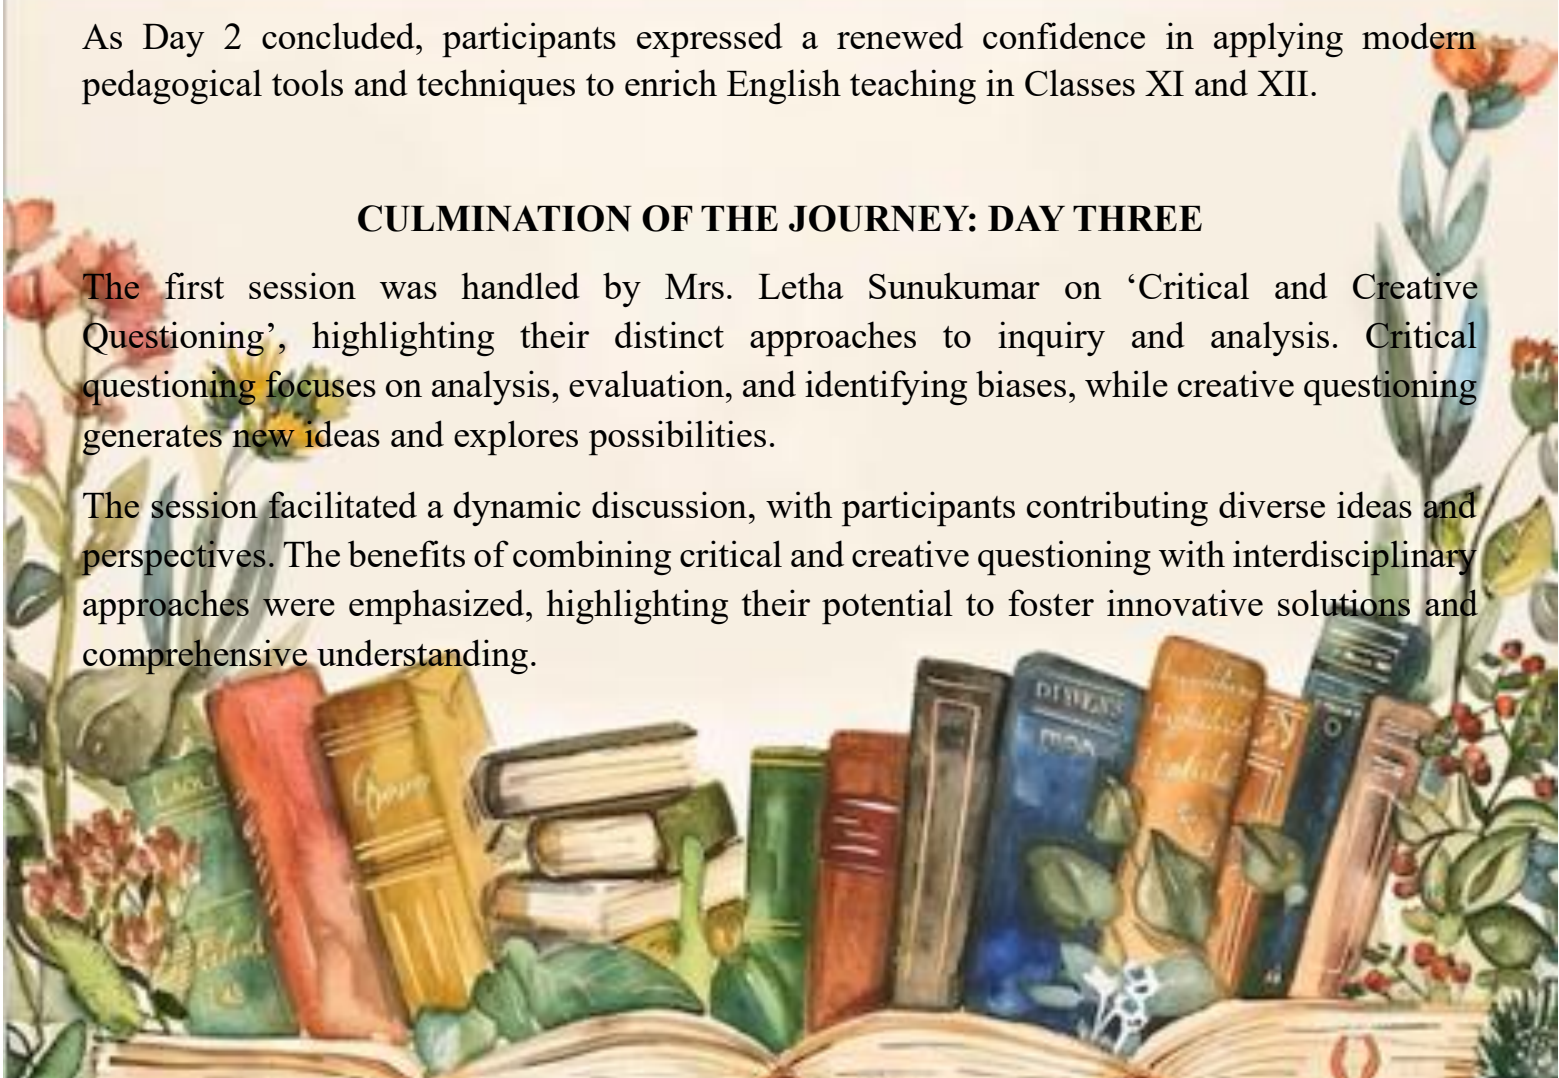 As Day 2 concluded, participants expressed a renewed confidence in applying modern
pedagogical tools and techniques to enrich English teaching in Classes XI and XII.
CULMINATION OF THE JOURNEY: DAY THREE
The first session was handled by Mrs. Letha Sunukumar on ‘Critical and Creative
Questioning’, highlighting their distinct approaches to inquiry and analysis. Critical
questioning focuses on analysis, evaluation, and identifying biases, while creative questioning
generates new ideas and explores possibilities.
The session facilitated a dynamic discussion, with participants contributing diverse ideas and
perspectives. The benefits of combining critical and creative questioning with interdisciplinary
approaches were emphasized, highlighting their potential to foster innovative solutions and
comprehensive understanding.